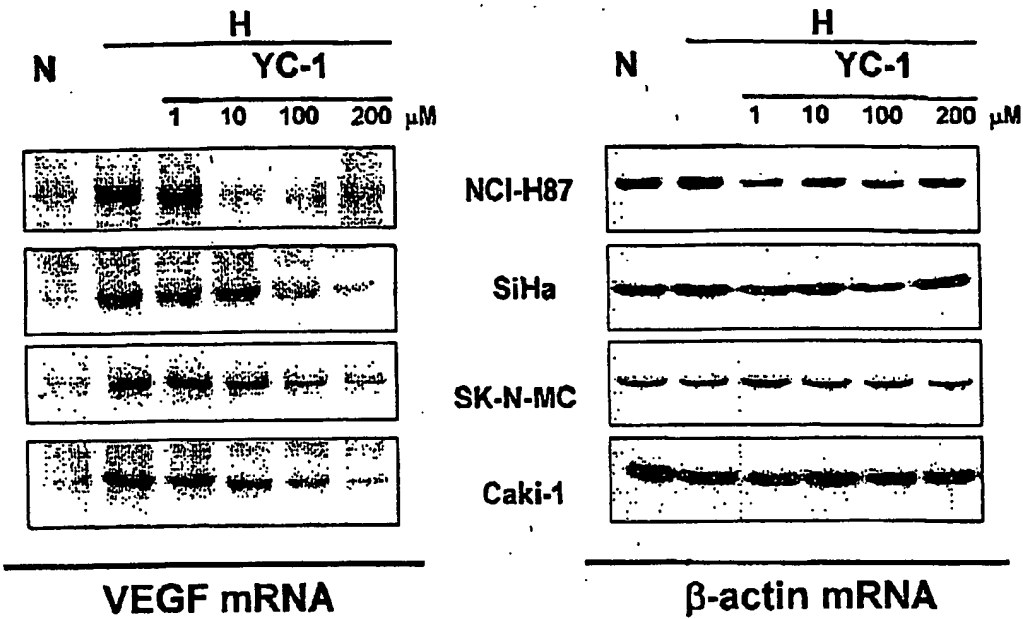 H
H
N
YC-1
N
YC-1
1 10 100 200 μM
1 10 100 200 μM
NCI-H87
SiHa
SK-N-MC
Caki-1
VEGF mRNA
β-actin mRNA